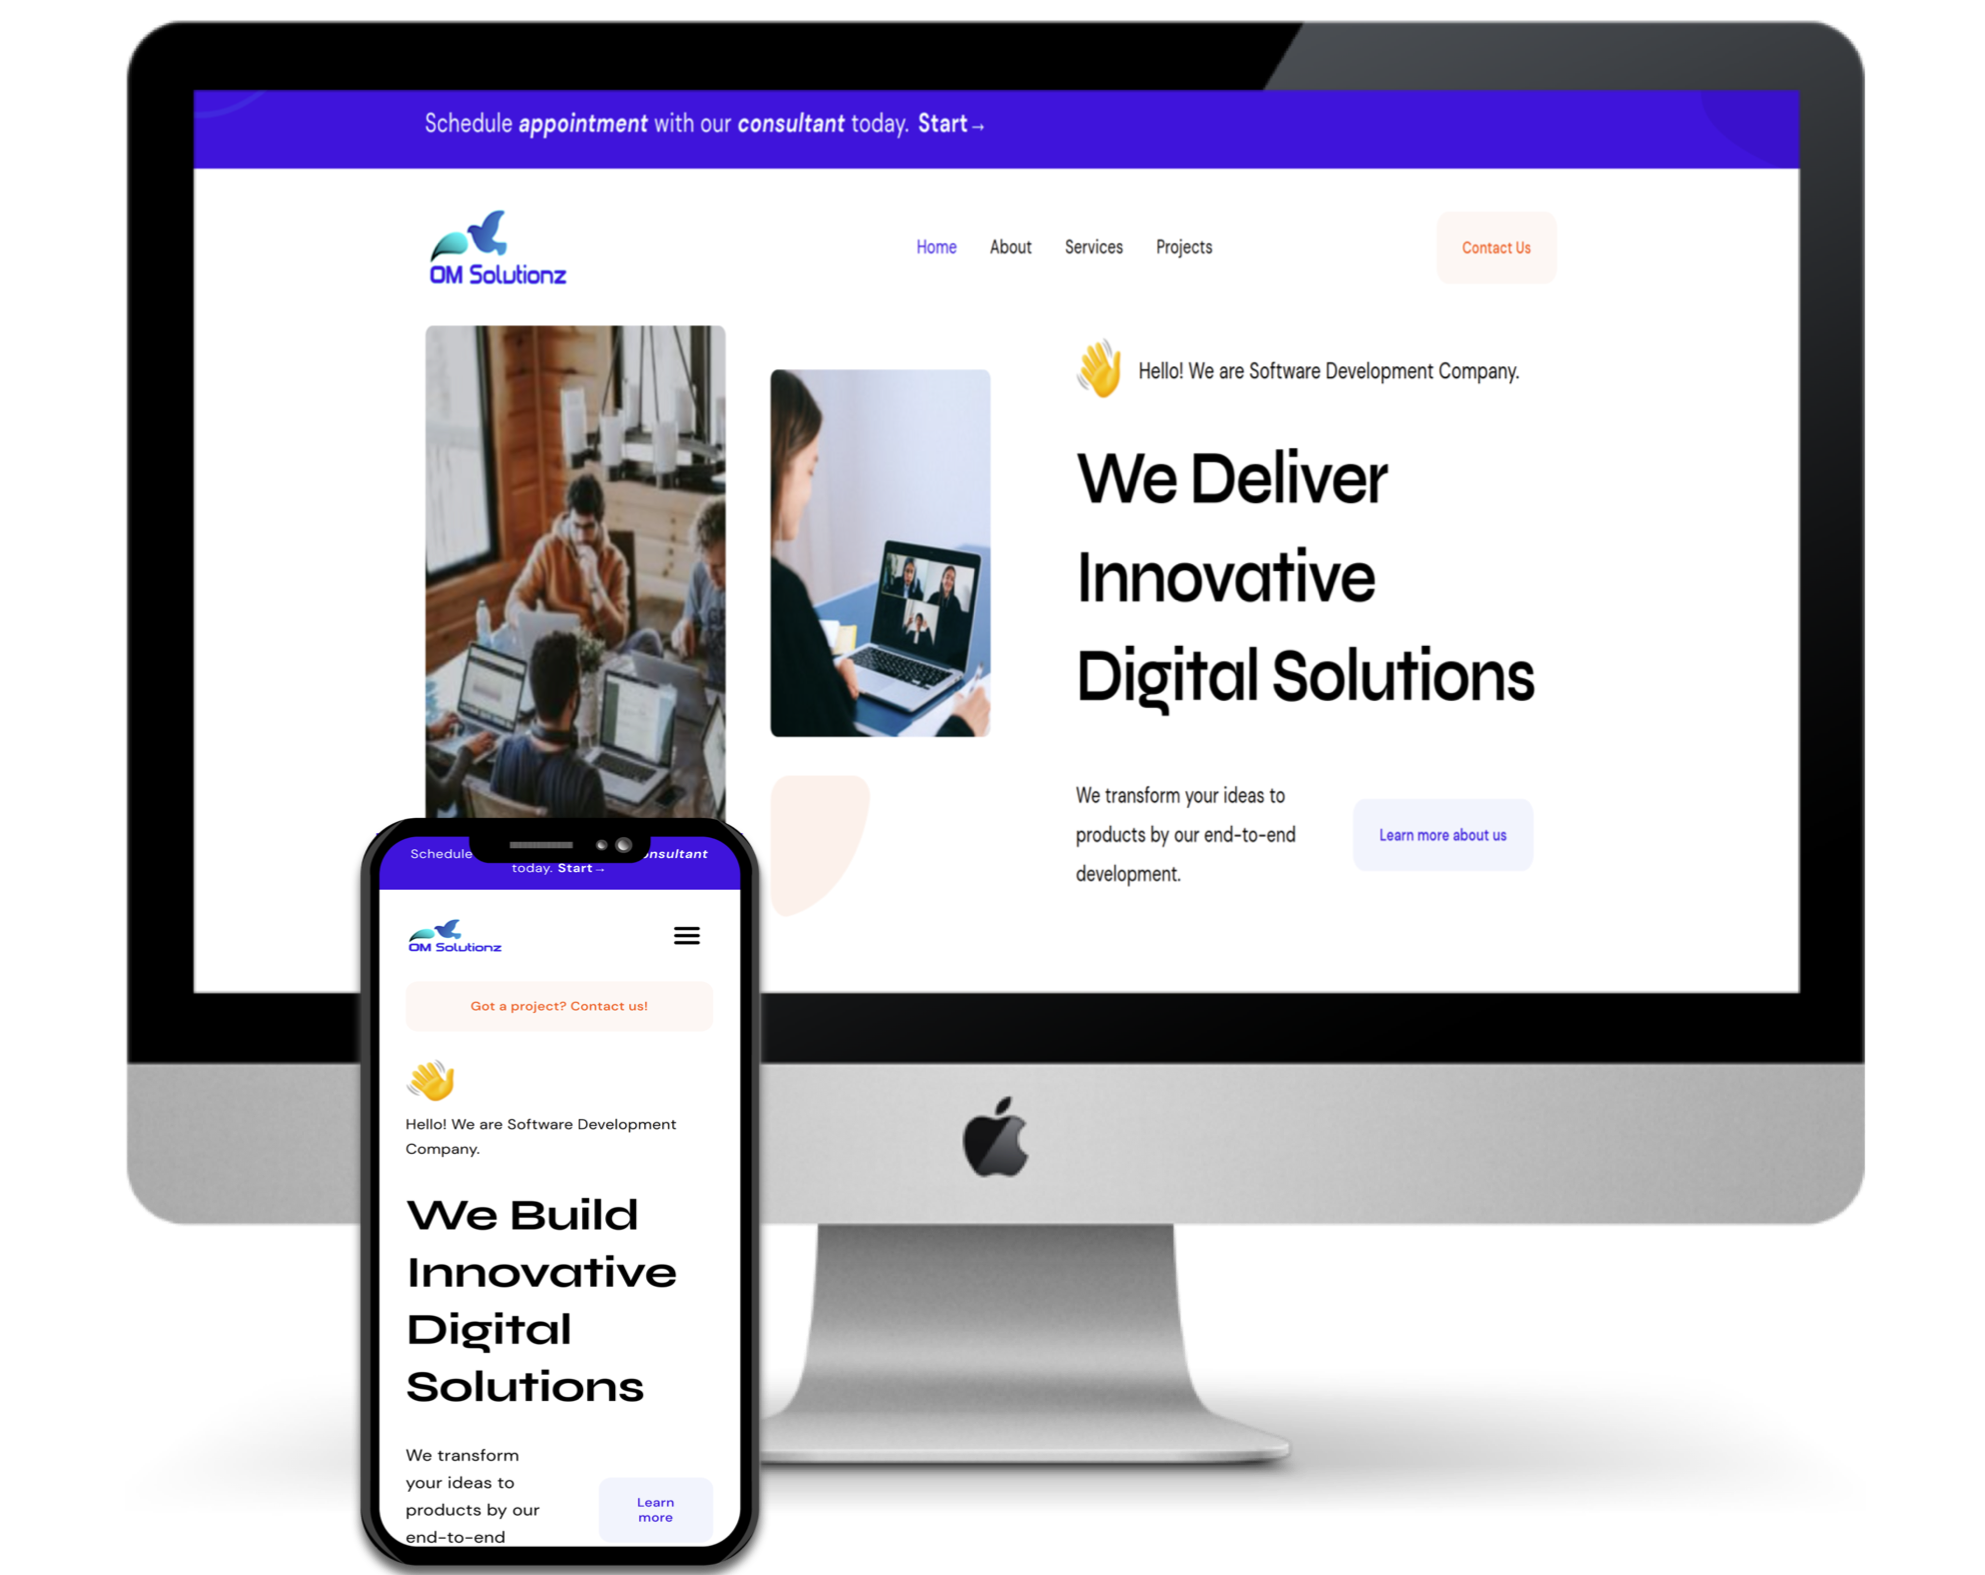 Schedule appointment with our consultant today. Start→
OM Solutionz
Home About Services Projects
Contact Us
Hello! We are Software Development Company.
We Deliver
Innovative
Digital Solutions
We transform your ideas to
products by our end-to-end
development.
Learn more about us
Schedule
today. Start→
OM Solutionz
Got a project? Contact us!
Hello! We are Software Development
Company.
We Build
Innovative
Digital
Solutions
We transform
your ideas to
products by our
end-to-end
Learn
more